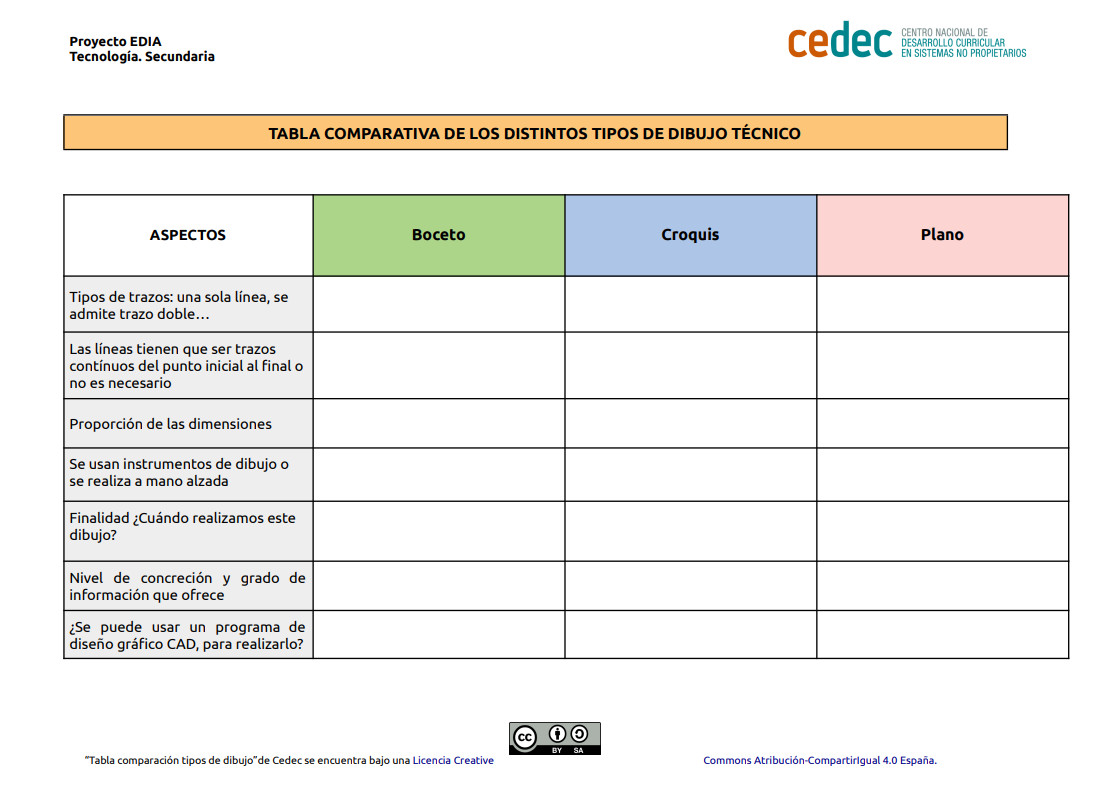 Proyecto EDIA
Tecnología. Secundaria
cedec
CENTRO NACIONAL DE
DESARROLLO CURRICULAR
EN SISTEMAS NO PROPIETARIOS
TABLA COMPARATIVA DE LOS DISTINTOS TIPOS DE DIBUJO TÉCNICO
ASPECTOS
Boceto
Croquis
Plano
Tipos de trazos: una sola línea, se
admite trazo doble…
Las líneas tienen que ser trazos
contínuos del punto inicial al final o
no es necesario
Proporción de las dimensiones
Se usan instrumentos de dibujo o
se realiza a mano alzada
Finalidad ¿Cuándo realizamos este
dibujo?
Nivel de concreción y grado de
información que ofrece
¿Se puede usar un programa de
diseño gráfico CAD, para realizarlo?
cc
BY SA
“Tabla comparación tipos de dibujo”de Cedec se encuentra bajo una Licencia Creative
Commons Atribución-CompartirIgual 4.0 España.